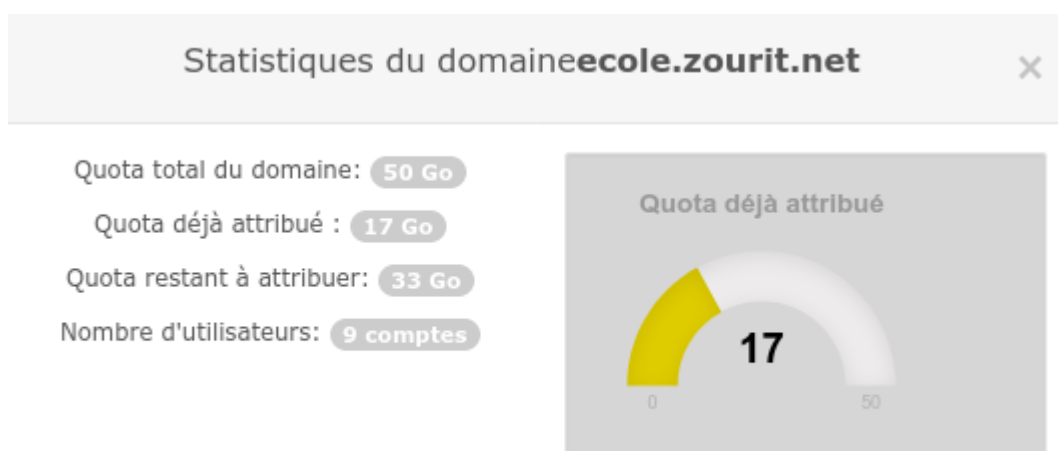 Statistiques du domaineecole.zourit.net
×
Quota total du domaine: 50 Go
Quota déjà attribué : 17 Go
Quota restant à attribuer: 33 Go
Nombre d'utilisateurs: 9 comptes
Quota déjà attribué
17
0
50